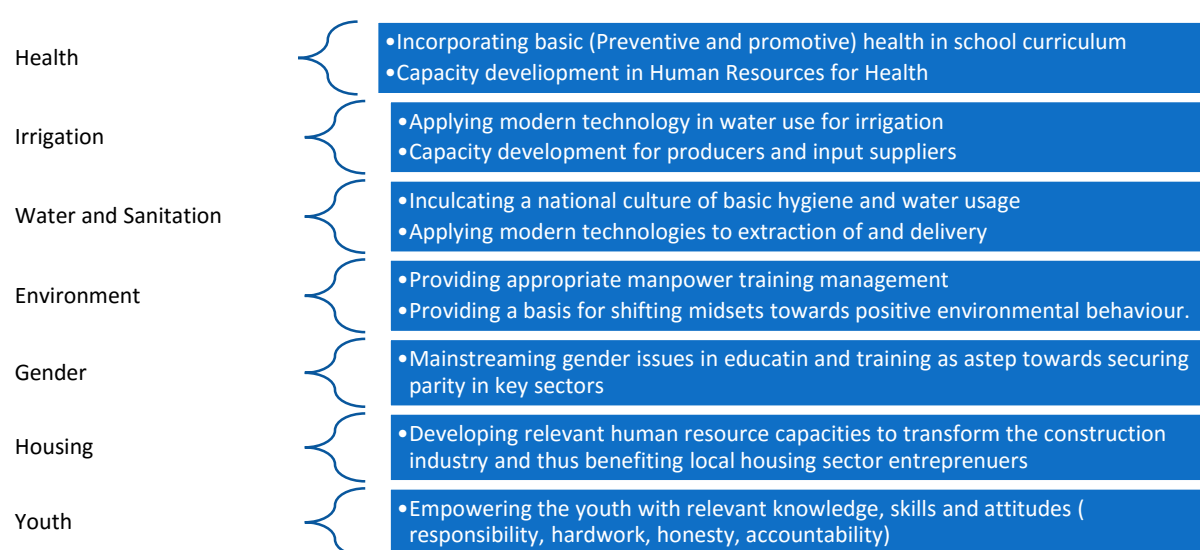 Health
•Incorporating basic (Preventive and promotive) health in school curriculum
•Capacity develiopment in Human Resources for Health
Irrigation
•Applying modern technology in water use for irrigation
•Capacity development for producers and input suppliers
Water and Sanitation
•Inculcating a national culture of basic hygiene and water usage
•Applying modern technologies to extraction of and delivery
Environment
•Providing appropriate manpower training management
•Providing a basis for shifting midsets towards positive environmental behaviour.
Gender
•Mainstreaming gender issues in educatin and training as astep towards securing
parity in key sectors
Housing
•Developing relevant human resource capacities to transform the construction
industry and thus benefiting local housing sector entreprenuers
Youth
•Empowering the youth with relevant knowledge, skills and attitudes (
responsibility, hardwork, honesty, accountability)